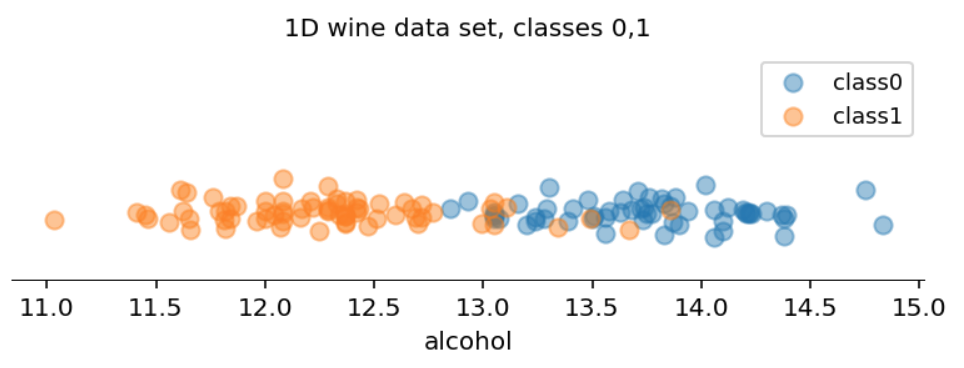 1D wine data set, classes 0,1
class0
class1
11.0 11.5 12.0 12.5 13.0 13.5 14.0 14.5 15.0
alcohol